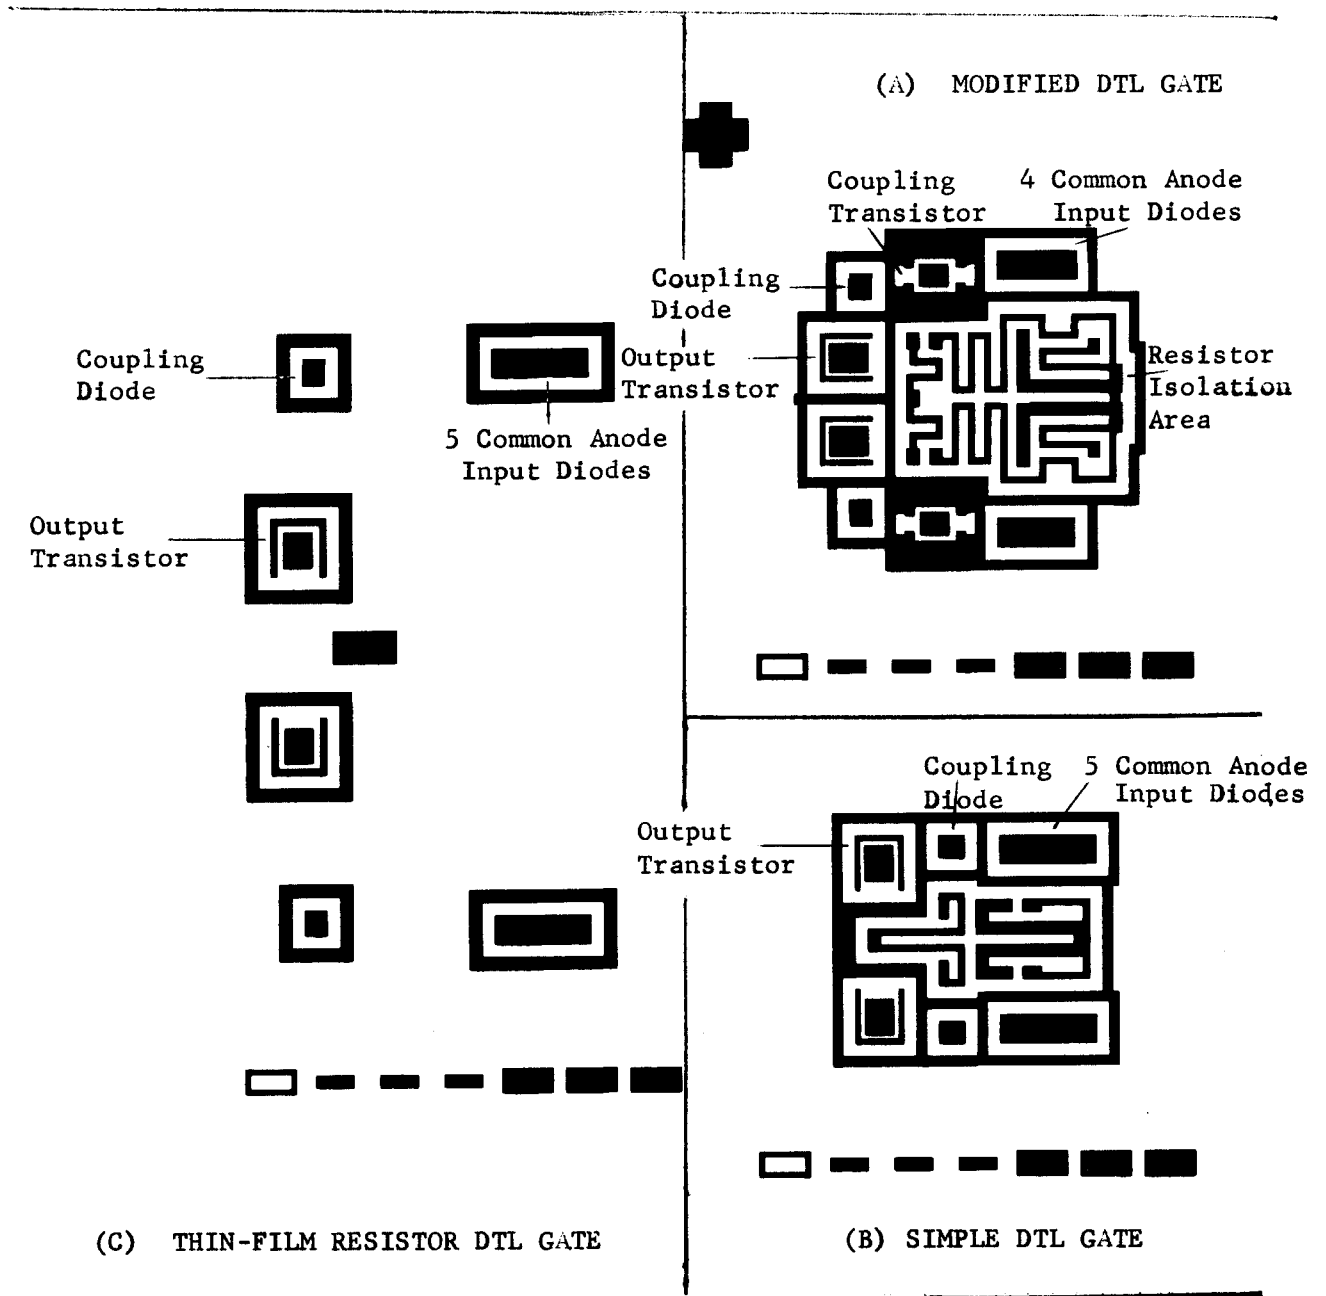 (A) MODIFIED DTL GATE
Coupling
Transistor
4 Common Anode
Input Diodes
Coupling
Diode
Output
Transistor
Resistor
Isolation
Area
Coupling
Diode
5 Common Anode
Input Diodes
Output
Transistor
Coupling
Diode
5 Common Anode
Input Diodes
Output
Transistor
(C) THIN-FILM RESISTOR DTL GATE
(B) SIMPLE DTL GATE